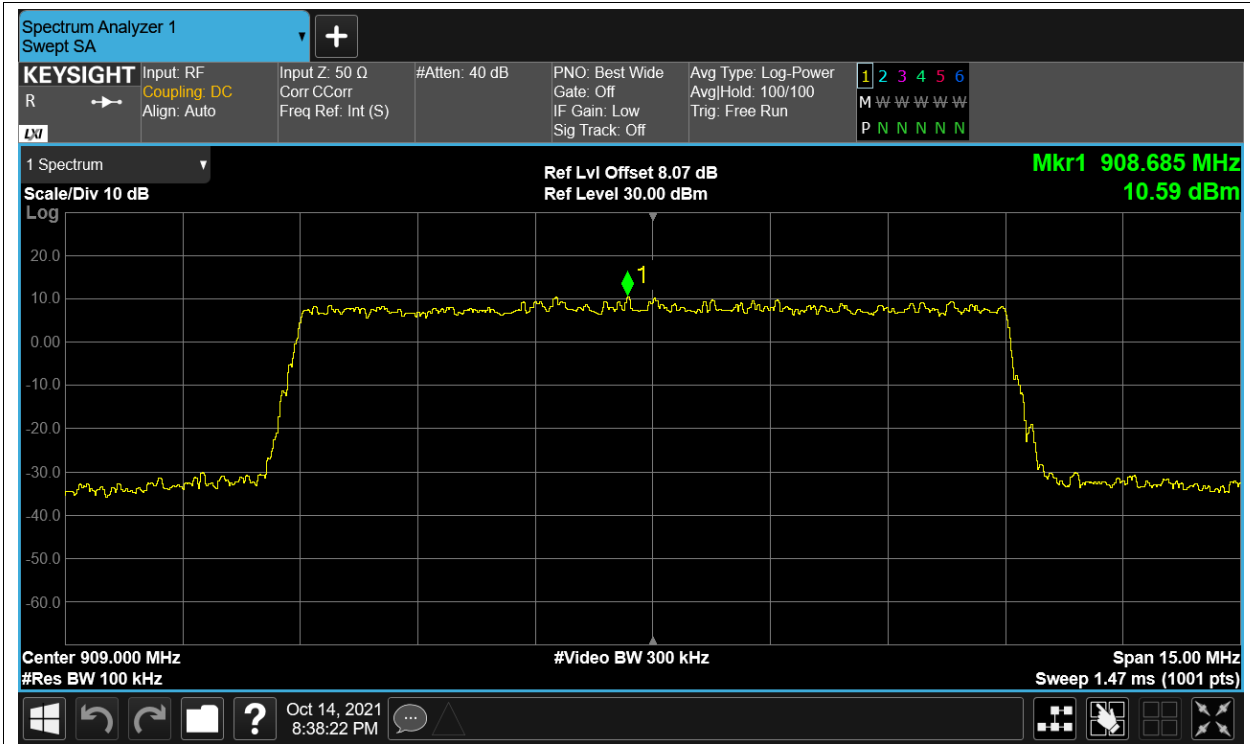 Spectrum Analyzer 1
Swept SA
KEYSIGHT
R
LXI
Input: RF
Coupling: DC
Align: Auto
Input Z: 50 Ω
Corr CCorr
Freq Ref: Int (S)
#Atten: 40 dB
PNO: Best Wide
Gate: Off
IF Gain: Low
Sig Track: Off
Avg Type: Log-Power
Avg|Hold: 100/100
Trig: Free Run
1 2 3 4 5 6
M W W W W W
P N N N N N
1 Spectrum
Scale/Div 10 dB
Log
Ref Lvl Offset 8.07 dB
Ref Level 30.00 dBm
Mkr1 908.685 MHz
10.59 dBm
1
20.0
10.0
0.00
-10.0
-20.0
-30.0
-40.0
-50.0
-60.0
Center 909.000 MHz
#Res BW 100 kHz
#Video BW 300 kHz
Span 15.00 MHz
Sweep 1.47 ms (1001 pts)
?
Oct 14, 2021
8:38:22 PM